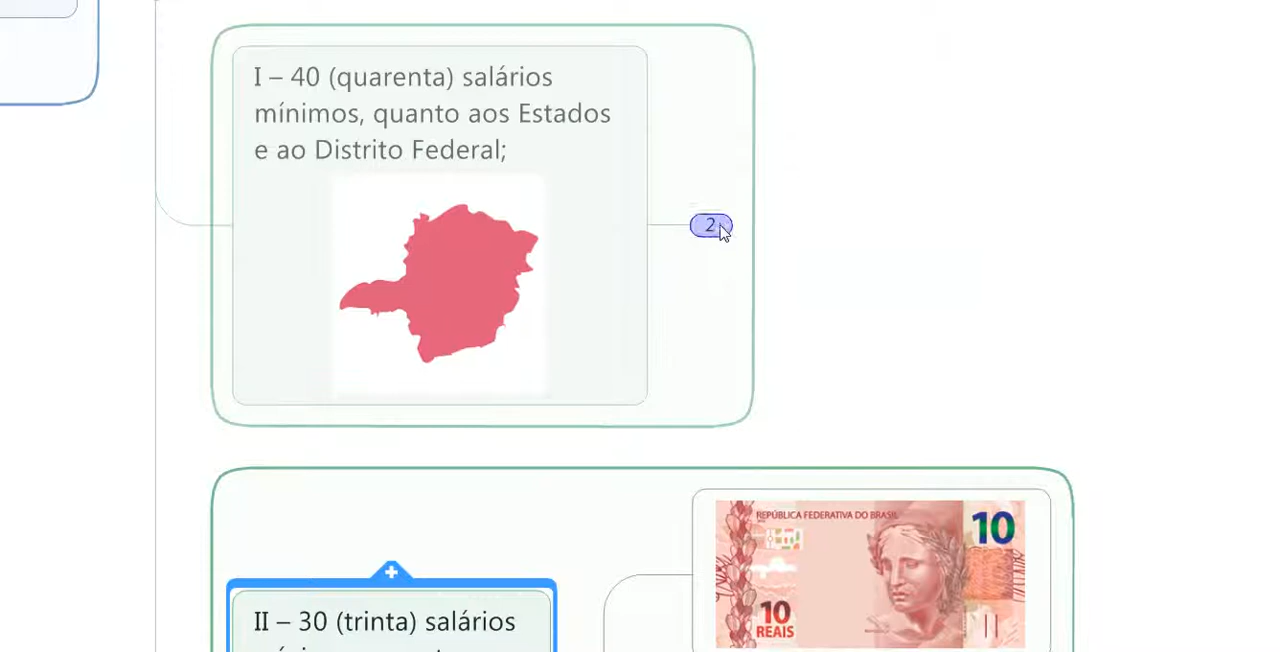 I – 40 (quarenta) salários
mínimos, quanto aos Estados
e ao Distrito Federal;
2
REPÚBLICA FEDERATIVA DO BRASIL
10
II – 30 (trinta) salários
10
REAIS